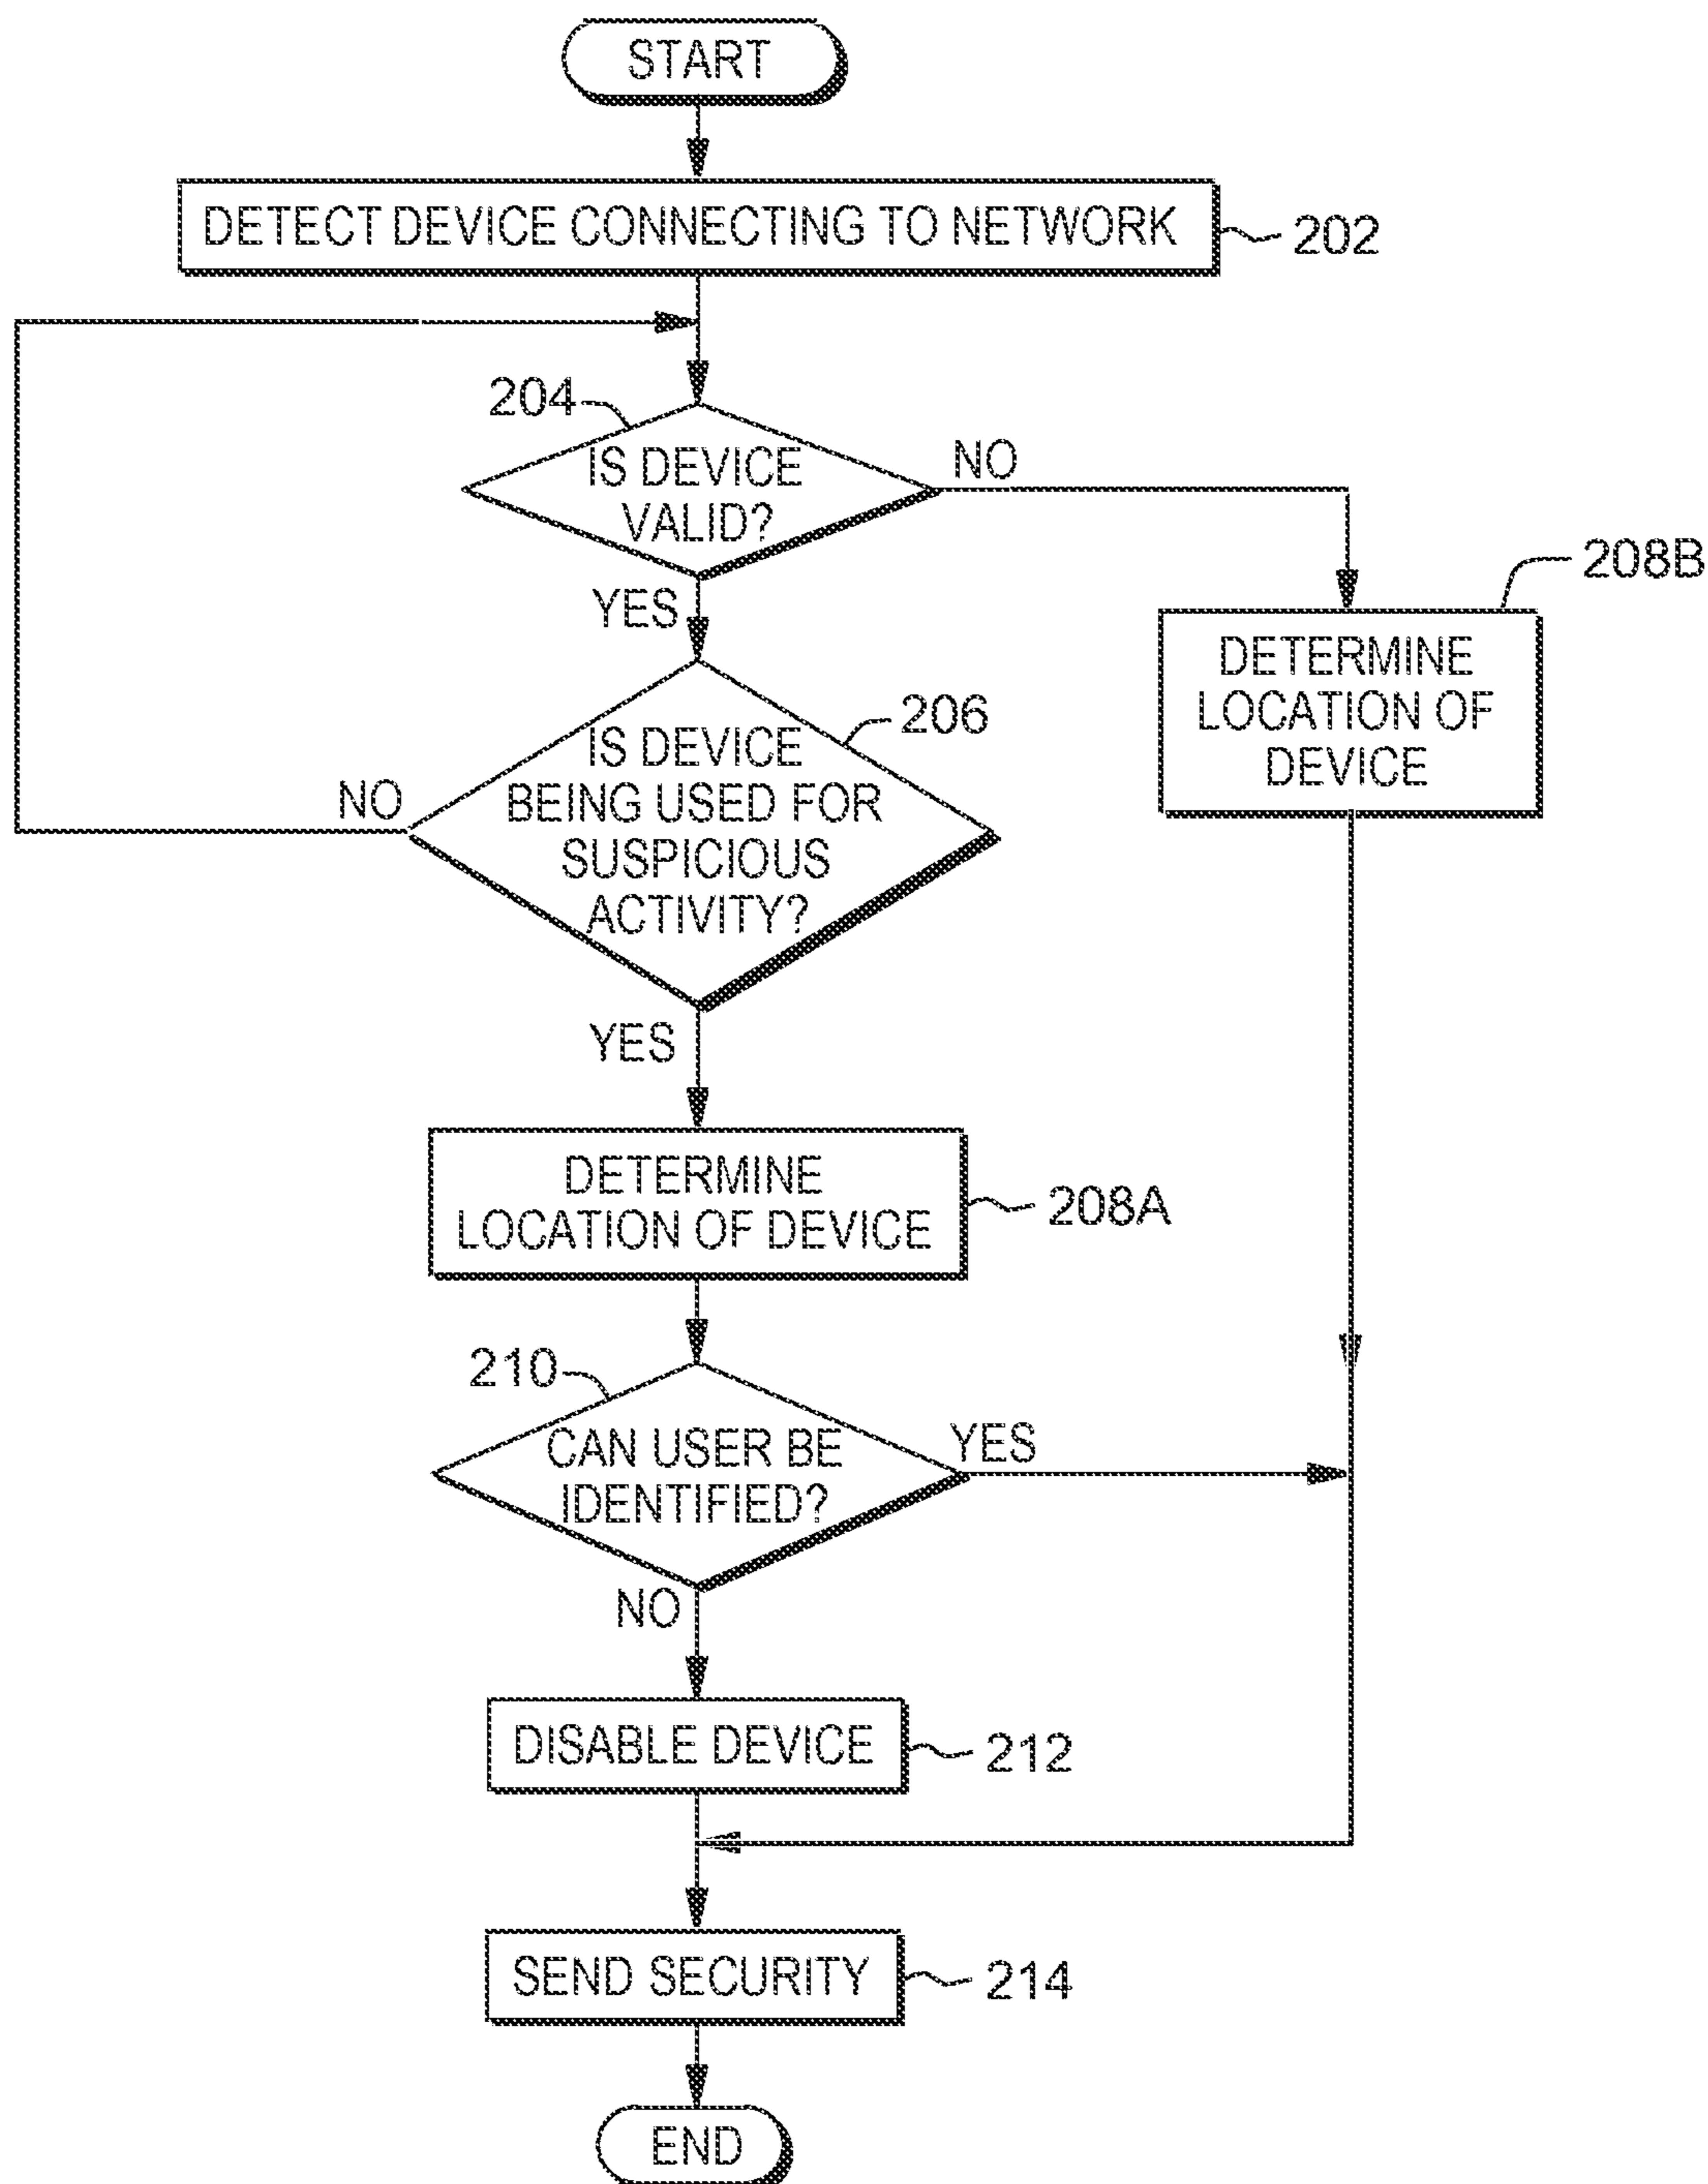 START
DETECT DEVICE CONNECTING TO NETWORK
202
204
IS DEVICE
VALID?
NO
YES
208B
DETERMINE
LOCATION OF
DEVICE
206
IS DEVICE
BEING USED FOR
SUSPICIOUS
ACTIVITY?
NO
YES
DETERMINE
LOCATION OF DEVICE
208A
210
CAN USER BE
IDENTIFIED?
YES
NO
DISABLE DEVICE
212
SEND SECURITY
214
END